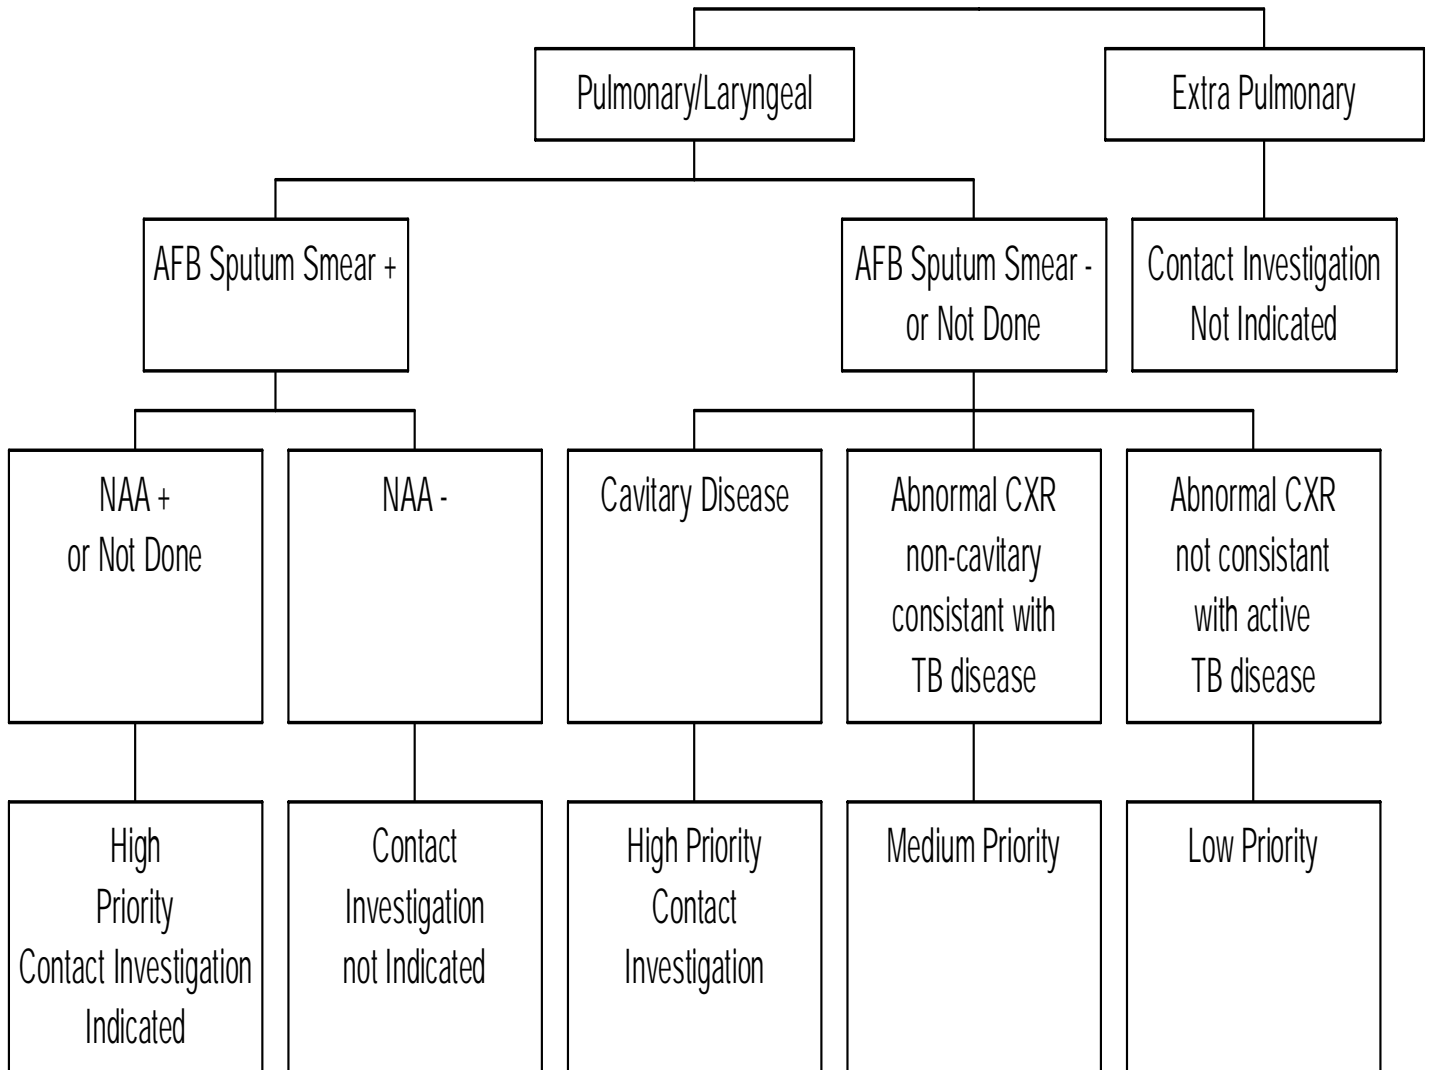 Pulmonary/Laryngeal
Extra Pulmonary
AFB Sputum Smear +
AFB Sputum Smear -
or Not Done
Contact Investigation
Not Indicated
NAA +
or Not Done
NAA -
Cavitary Disease
Abnormal CXR
non-cavitary
consistant with
TB disease
Abnormal CXR
not consistant
with active
TB disease
High
Priority
Contact Investigation
Indicated
Contact
Investigation
not Indicated
High Priority
Contact
Investigation
Medium Priority
Low Priority